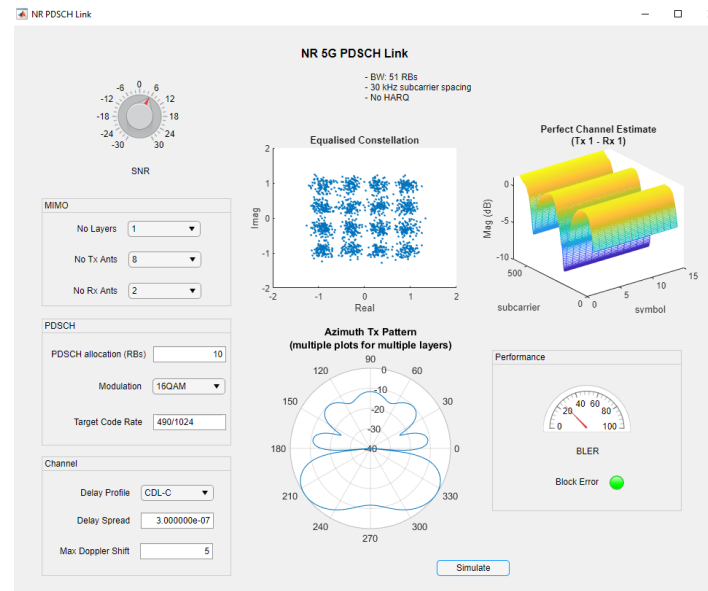 NR PDSCH Link
NR 5G PDSCH Link
- BW: 51 RBs
- 30 kHz subcarrier spacing
- No HARQ
-30
-24
-18
-12
-6
0
6
12
18
24
30
SNR
MIMO
No Layers 1
No Tx Ants 8
No Rx Ants 2
PDSCH
PDSCH allocation (RBs) 10
Modulation 16QAM
Target Code Rate 490/1024
Channel
Delay Profile CDL-C
Delay Spread 3.000000e-07
Max Doppler Shift 5
Equalised Constellation
2
1
0
-1
-2
Imag
-2 -1 0 1 2
Real
Perfect Channel Estimate
(Tx 1 - Rx 1)
0
-5
-10
Mag (dB)
500
0
subcarrier
0
5
10
15
symbol
Azimuth Tx Pattern
(multiple plots for multiple layers)
90
120 60
150 30
180 0
210 330
240 300
270
0
-10
-20
-30
-40
Performance
0
20
40
60
80
100
BLER
Block Error
Simulate